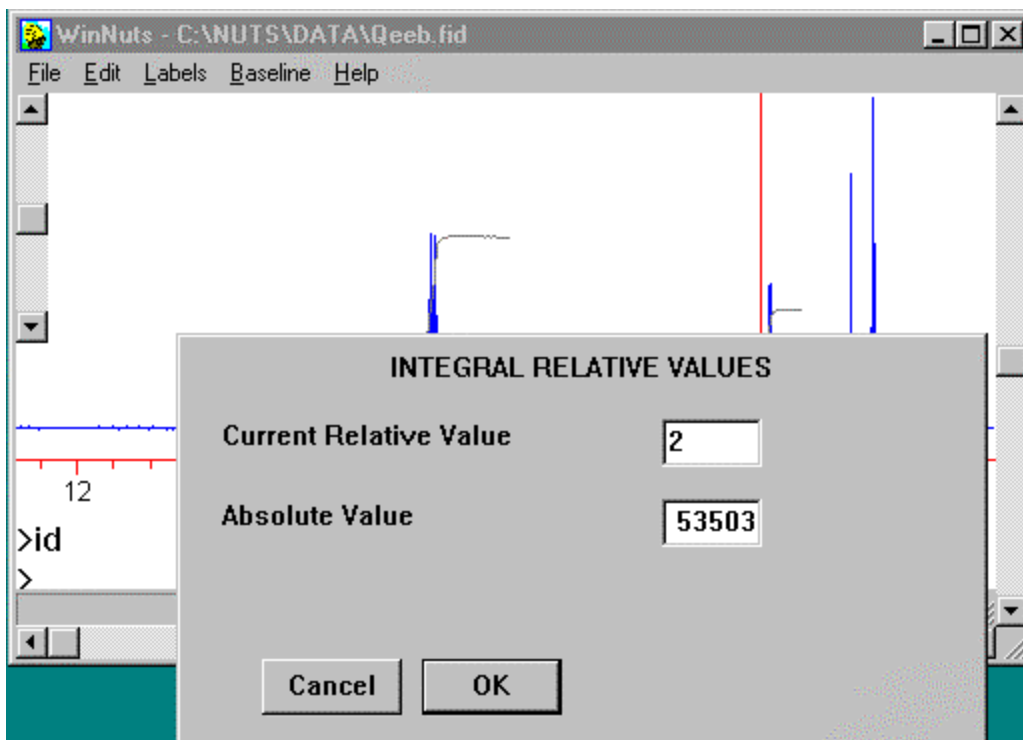 WinNuts - C:\NUTS\DATA\Qeeb.fid
File Edit Labels Baseline Help
INTEGRAL RELATIVE VALUES
Current Relative Value 2
12
Absolute Value 53503
>id
>
Cancel OK